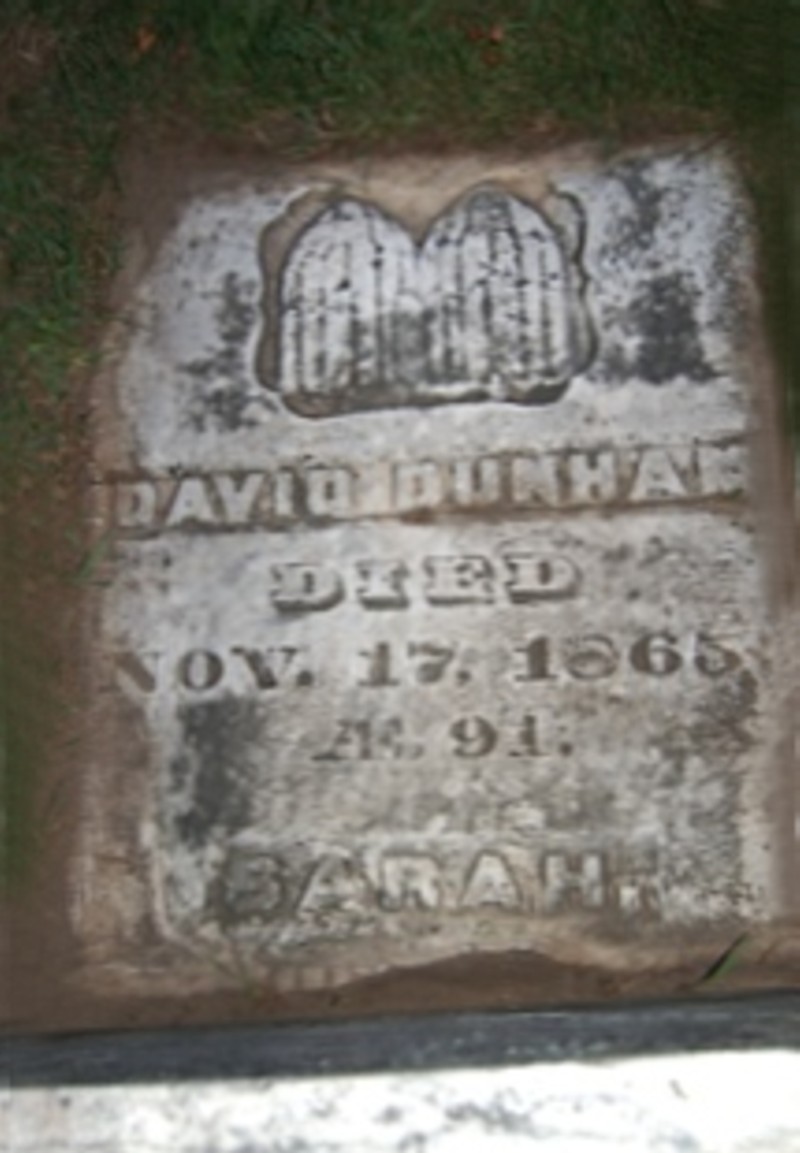 DAVID DUNHAM
DIED
NOV. 17, 1865
Æ. 91.
SARAH,